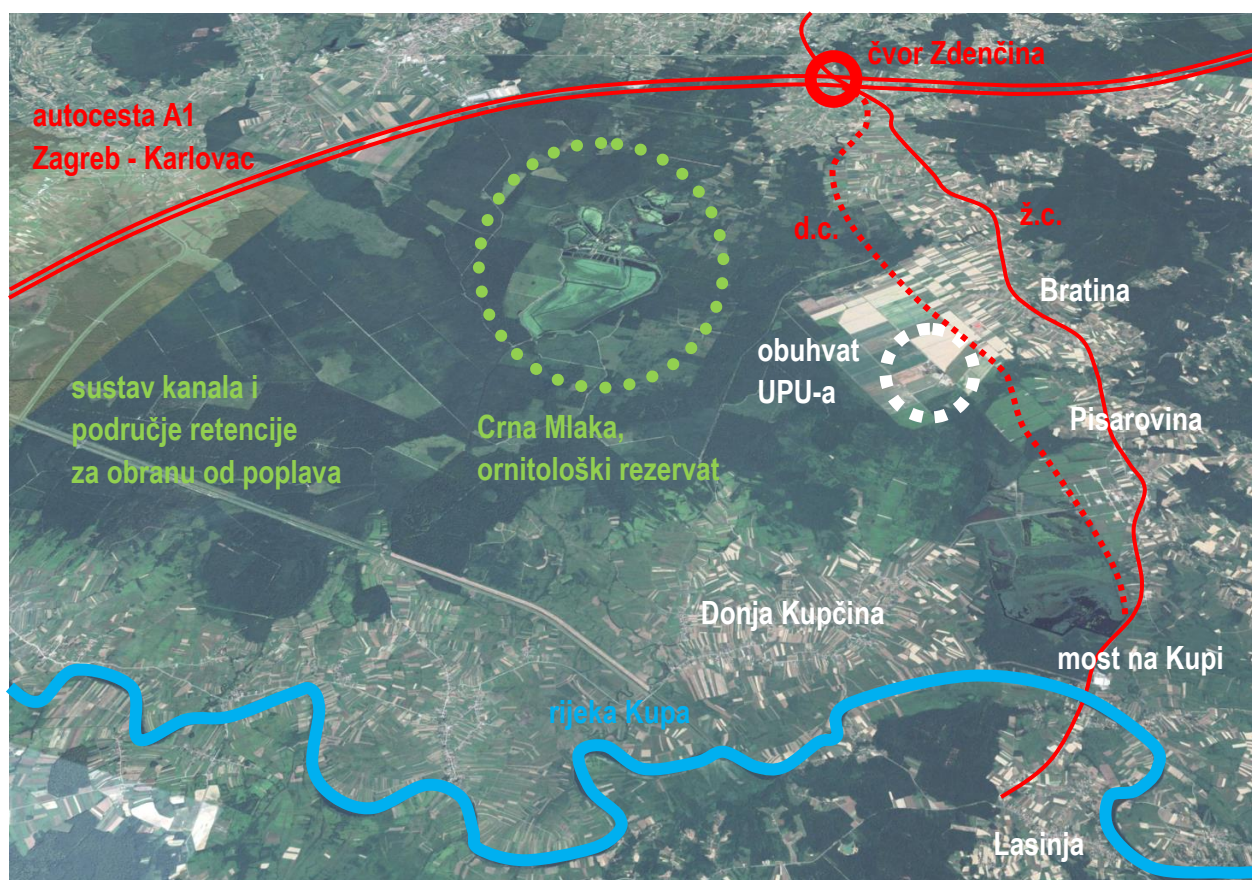 čvor Zdenčina
autocesta A1
Zagreb - Karlovac
d.c.
ž.c.
Bratina
obuhvat
UPU-a
sustav kanala i
područje retencije
za obranu od poplava
Crna Mlaka,
ornitološki rezervat
Pisarovina
Donja Kupčina
most na Kupi
rijeka Kupa
Lasinja